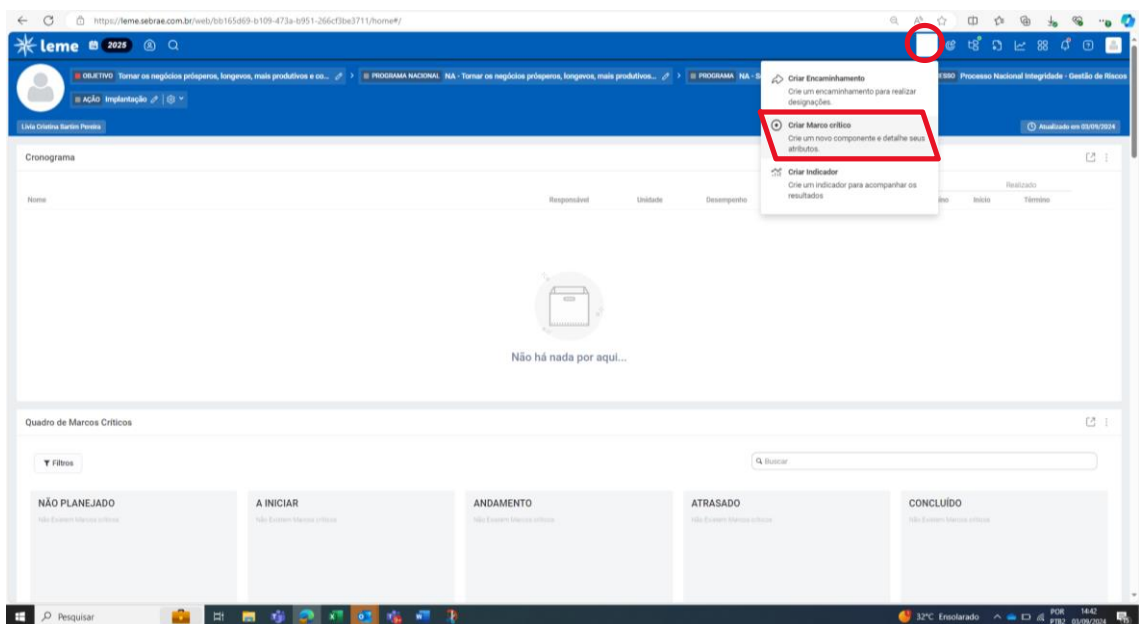 https://leme.sebrae.com.br/web/bb165d69-b109-473a-b951-266cf3be3711/home#/
leme 2025
OBJETIVO Tornar os negócios prósperos, longevos, mais produtivos e co... > PROGRAMA NACIONAL NA - Tornar os negócios prósperos, longevos, mais produtivos... > PROGRAMA NA - S
ESSO Processo Nacional Integridade - Gestão de Riscos
AÇÃO Implantação
Livia Cristina Bartim Pereira
Atualizado em 03/09/2024
Criar Encaminhamento
Crie um encaminhamento para realizar
designações.
Criar Marco crítico
Crie um novo componente e detalhe seus
atributos.
Criar Indicador
Crie um indicador para acompanhar os
resultados
Cronograma
Realizado
Nome Responsável Unidade Desempenho ino Início Término
Não há nada por aqui...
Quadro de Marcos Críticos
Filtros
Buscar
NÃO PLANEJADO A INICIAR ANDAMENTO ATRASADO CONCLUÍDO
Não Existem Marcos críticos Não Existem Marcos críticos Não Existem Marcos críticos Não Existem Marcos críticos Não Existem Marcos críticos
Pesquisar
32°C Ensolarado
POR
PTB2
14:42
03/09/2024